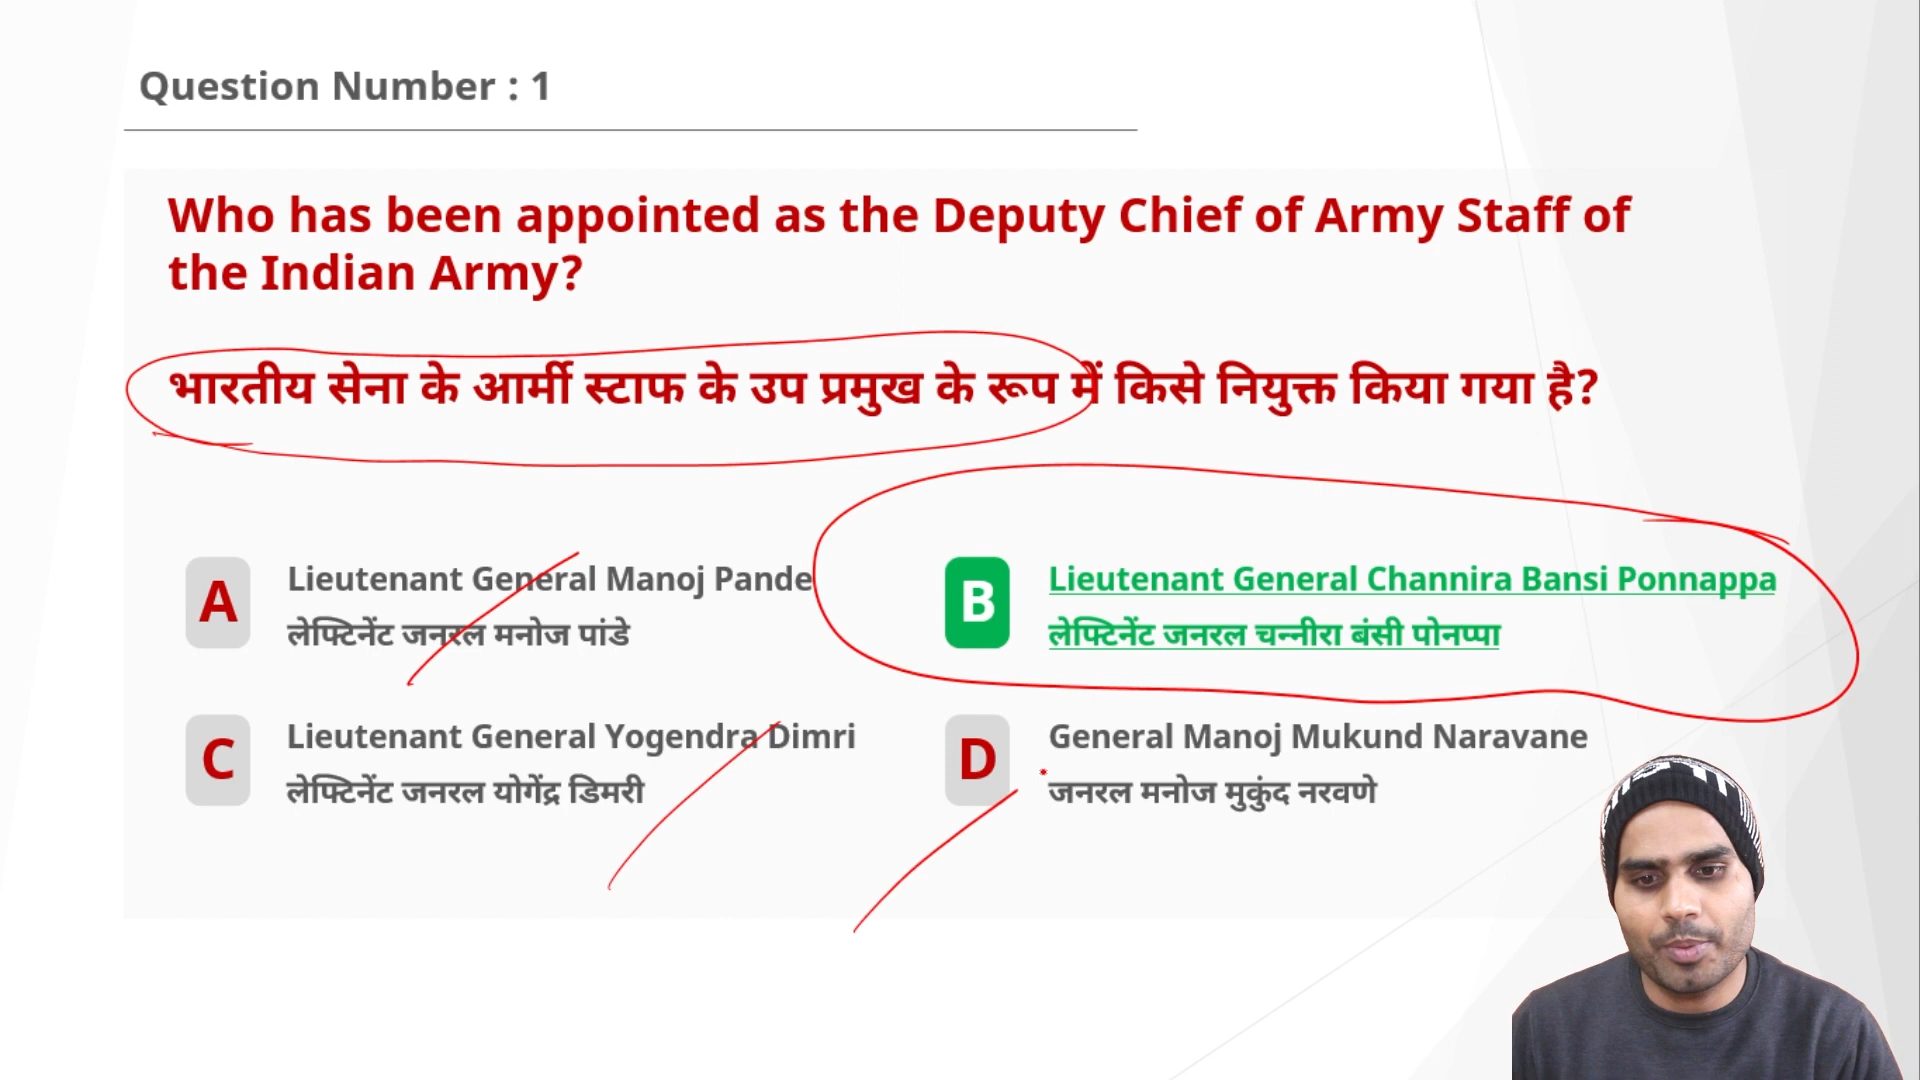 Question Number : 1
Who has been appointed as the Deputy Chief of Army Staff of
the Indian Army?
भारतीय सेना के आर्मी स्टाफ के उप प्रमुख के रूप में किसे नियुक्त किया गया है?
A
Lieutenant General Manoj Pande
लेफ्टिनेंट जनरल मनोज पांडे
B
Lieutenant General Channira Bansi Ponnappa
लेफ्टिनेंट जनरल चन्नीरा बंसी पोनप्पा
C
Lieutenant General Yogendra Dimri
लेफ्टिनेंट जनरल योगेंद्र डिमरी
D
General Manoj Mukund Naravane
जनरल मनोज मुकुंद नरवणे